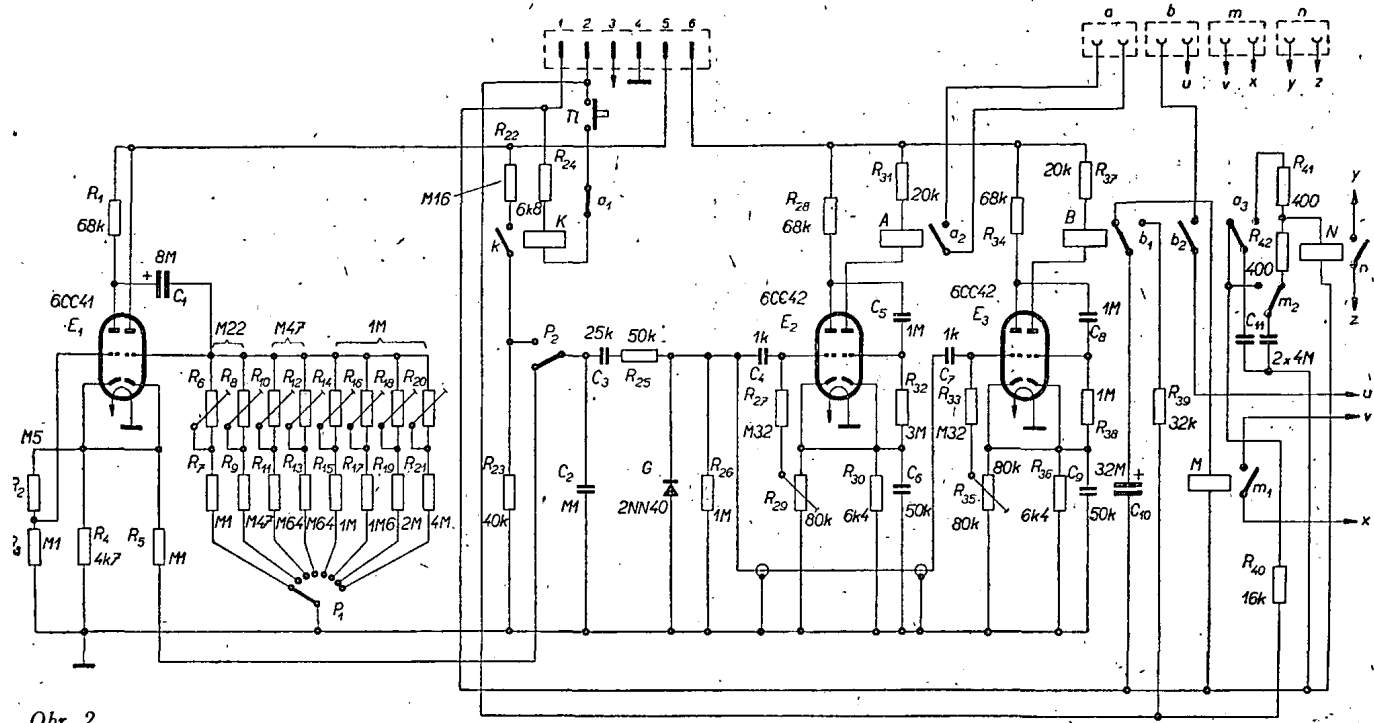 1 2 3 4 5 6
a b m n
u v x y z
Tl
R22
R24
M16
6k8
K
k
a1
R1
68k
8M
+
C1
6CC41
E1
M22 M47 1M
R6 R8 R10 R12 R14 R16 R18 R20
R7 R9 R11 R13 R15 R17 R19 R21
M1 M47 M64 M64 1M 1M6 2M 4M
P1
M5
R2
M1
R4
4k7
R5
M1
R23
40k
P2
25k
C3
50k
R25
C2
M1
G
2NN40
R26
1M
R28
68k
R31
20k
A
a2
6CC42
E2
1k
C4
C5
1M
R27
M32
R32
3M
R29
80k
R30
6k4
C6
50k
68k
R34
20k
R37
B
6CC42
E3
1k
C7
1M
C8
R33
M32
1M
R38
80k
R35
80k
R36
6k4
C9
50k
b1
b2
a3
R41
400
R42
400
N
n
y
z
m2
C11
2x4M
R39
32k
32M
+
C10
M
m1
u
v
x
R40
16k
Obr. 2